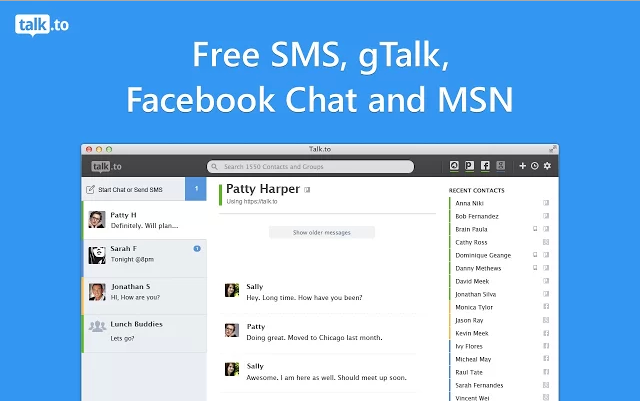 talk.to
Free SMS, gTalk,
Facebook Chat and MSN
Talk.to
talk.to
Search 1550 Contacts and Groups
Start Chat or Send SMS
1
Patty H
Definitely. Will plan...
Sarah F
1
Tonight @8pm
Jonathan S
Hi, How are you?
Lunch Buddies
Lets go?
Patty Harper
Using https://talk.to
Show older messages
Sally
Hey. Long time. How have you been?
Patty
Doing great. Moved to Chicago last month.
Sally
Awesome. I am here as well. Should meet up soon.
RECENT CONTACTS
Anna Niki
Bob Fernandez
Brain Paula
Cathy Ross
Dominique Geange
Danny Methews
David Meek
Jonathan Silva
Monica Tylor
Jason Ray
Kevin Meek
Ivy Flores
Micheal May
Raul Tate
Sarah Fernandes
Vincent Wei